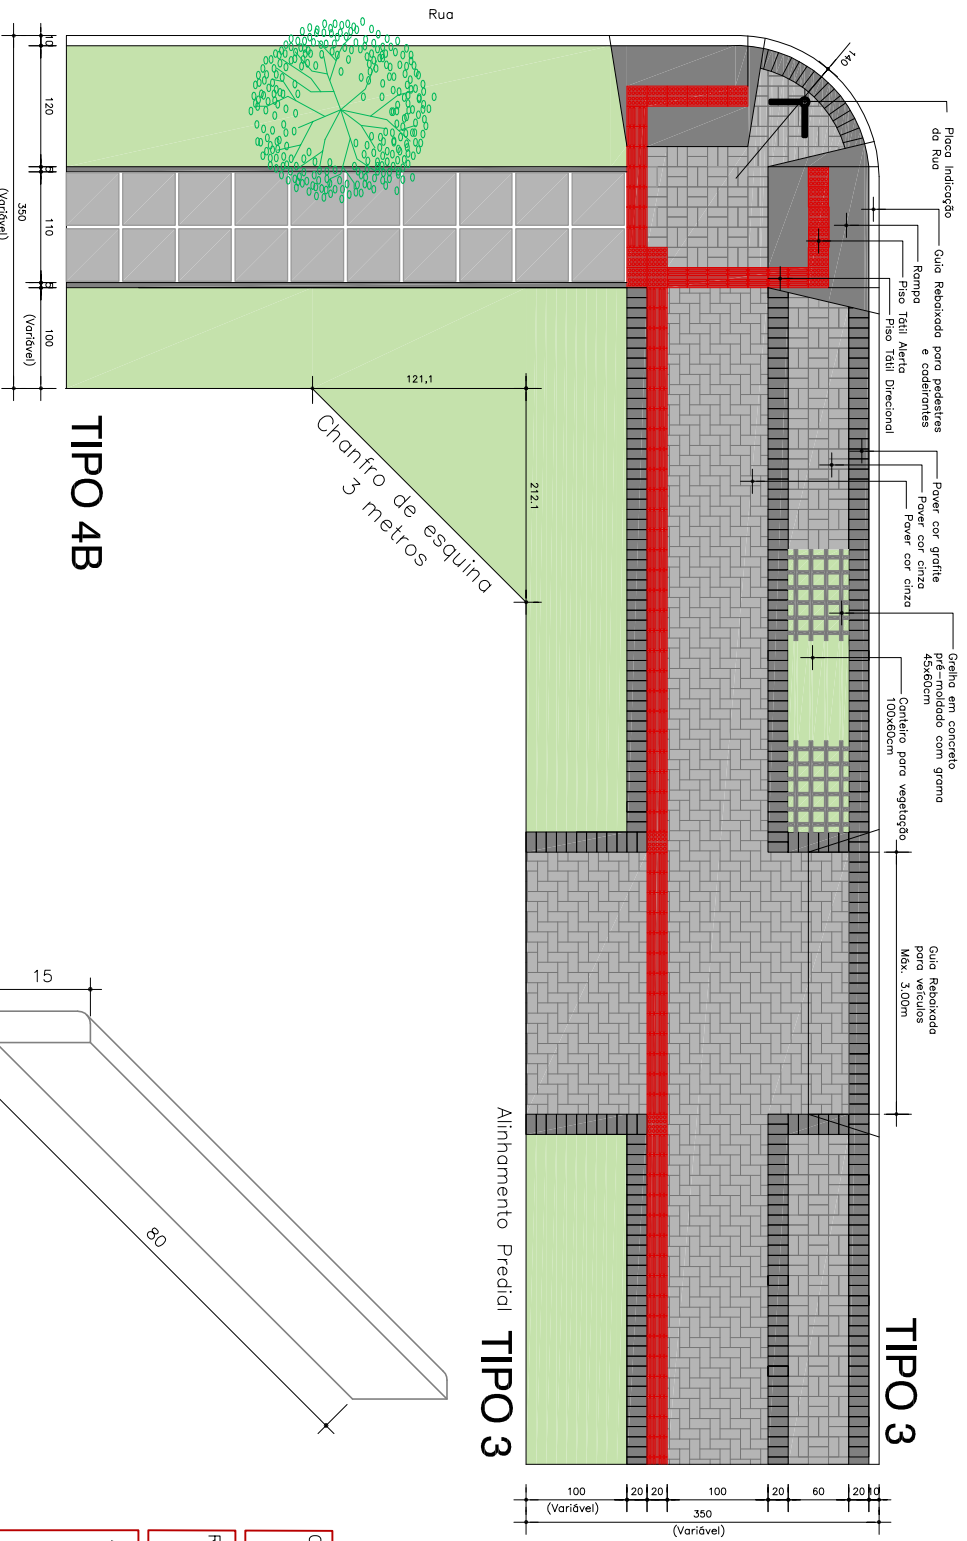 Rua
140
Placa Indicação
da Rua
Guia Rebaixada para pedestres
e cadeirantes
Rampa
Piso Tátil Alerta
Piso Tátil Direcional
Paver cor grafite
Paver cor cinza
Paver cor cinza
Grelha em concreto
pré-moldado com grama
45x60cm
Canteiro para vegetação
100x60cm
Guia Rebaixada
para veículos
Máx. 3.00m
10
120
110
100
(Variável)
350
(Variável)
TIPO 4B
121,1
212.1
Chanfro de esquina
3 metros
Alinhamento Predial
TIPO 3
TIPO 3
15
80
100
(Variável)
20
20
100
20
60
20
10
350
(Variável)